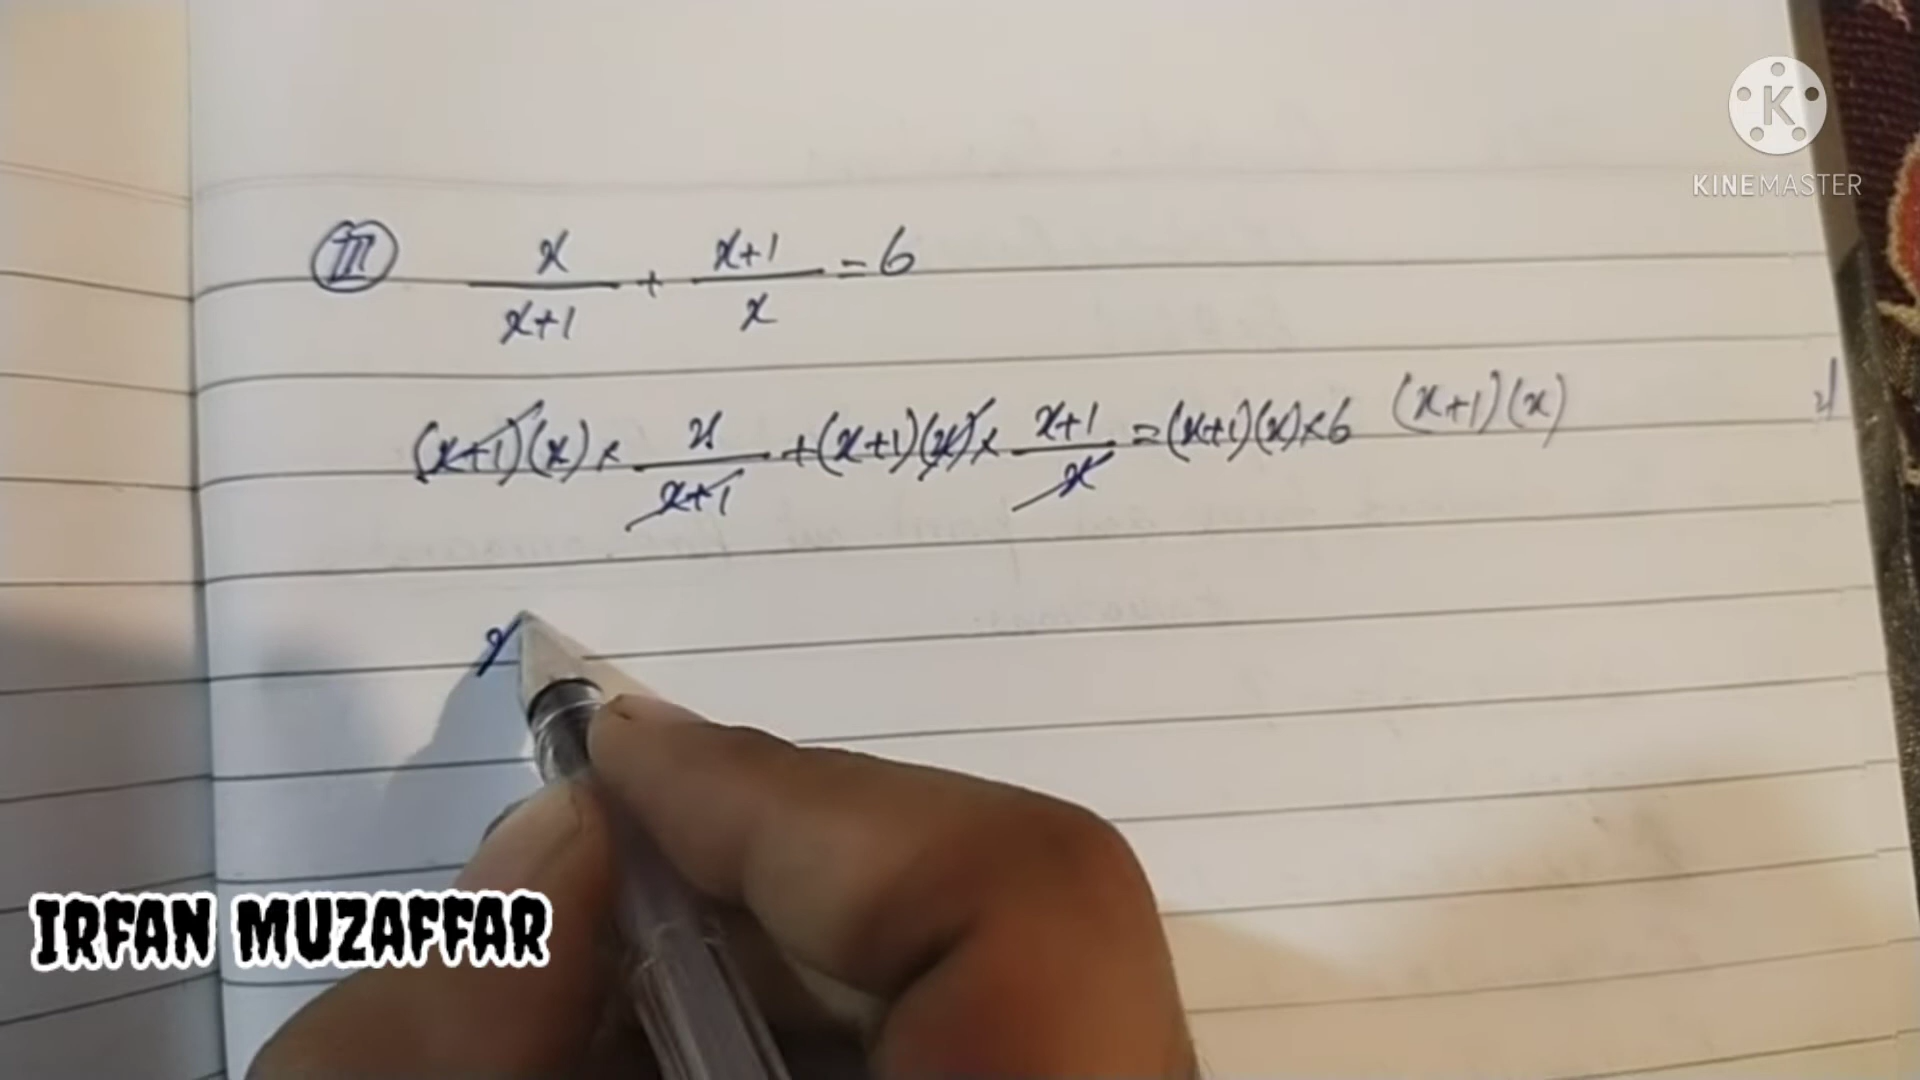 K
KINEMASTER
III x/(x+1) + (x+1)/x = 6
(x+1)(x) × x/(x+1) + (x+1)(x) × (x+1)/x = (x+1)(x) × 6 (x+1)(x)
x
IRFAN MUZAFFAR